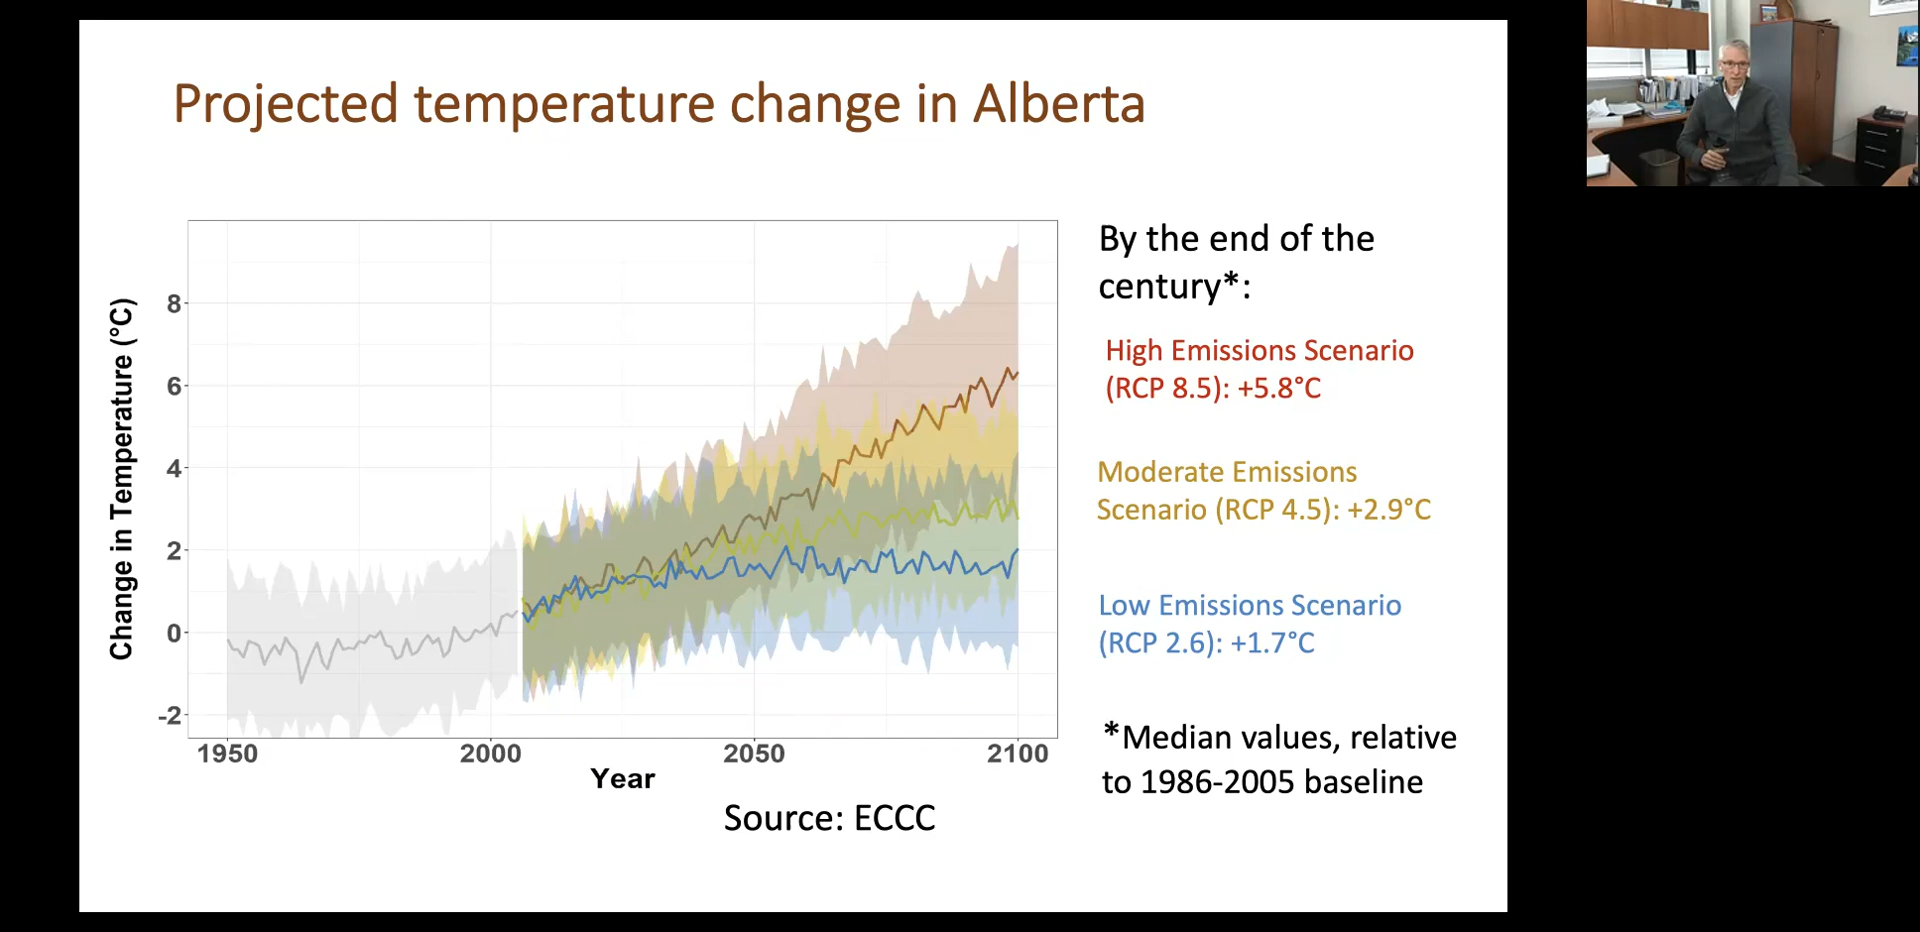 Projected temperature change in Alberta
Change in Temperature (°C)
8
6
4
2
0
-2
1950
2000
2050
2100
Year
Source: ECCC
By the end of the
century*:
High Emissions Scenario
(RCP 8.5): +5.8°C
Moderate Emissions
Scenario (RCP 4.5): +2.9°C
Low Emissions Scenario
(RCP 2.6): +1.7°C
*Median values, relative
to 1986-2005 baseline